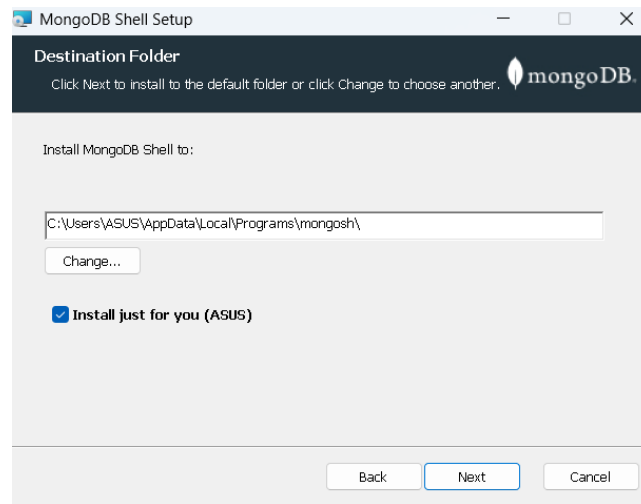 MongoDB Shell Setup
Destination Folder
Click Next to install to the default folder or click Change to choose another.
mongoDB.
Install MongoDB Shell to:
C:\Users\ASUS\AppData\Local\Programs\mongosh\
Change...
Install just for you (ASUS)
Back Next Cancel